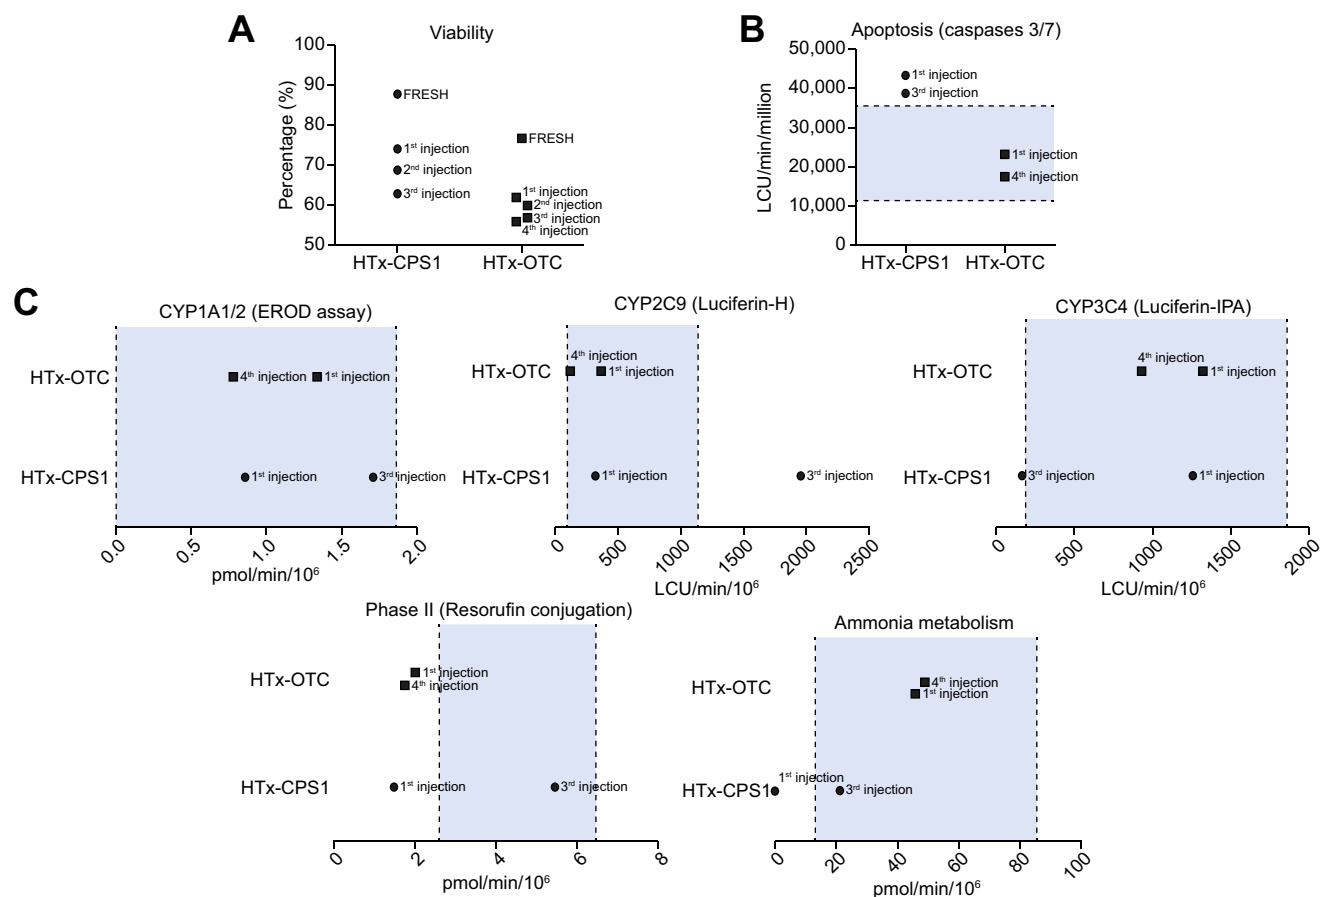 A
Viability
Percentage (%)
100
90
80
70
60
50
FRESH
1st injection
2nd injection
3rd injection
FRESH
1st injection
2nd injection
3rd injection
4th injection
HTx-CPS1
HTx-OTC
B
Apoptosis (caspases 3/7)
LCU/min/million
50,000
40,000
30,000
20,000
10,000
0
1st injection
3rd injection
1st injection
4th injection
HTx-CPS1
HTx-OTC
C
CYP1A1/2 (EROD assay)
HTx-OTC
4th injection
1st injection
HTx-CPS1
1st injection
3rd injection
0.0
0.5
1.0
1.5
2.0
pmol/min/10⁶
CYP2C9 (Luciferin-H)
HTx-OTC
4th injection
1st injection
HTx-CPS1
1st injection
3rd injection
0
500
1000
1500
2000
2500
LCU/min/10⁶
CYP3C4 (Luciferin-IPA)
HTx-OTC
4th injection
1st injection
HTx-CPS1
3rd injection
1st injection
0
500
1000
1500
2000
LCU/min/10⁶
Phase II (Resorufin conjugation)
HTx-OTC
1st injection
4th injection
HTx-CPS1
1st injection
3rd injection
0
2
4
6
8
pmol/min/10⁶
Ammonia metabolism
HTx-OTC
4th injection
1st injection
HTx-CPS1
1st injection
3rd injection
0
20
40
60
80
100
pmol/min/10⁶